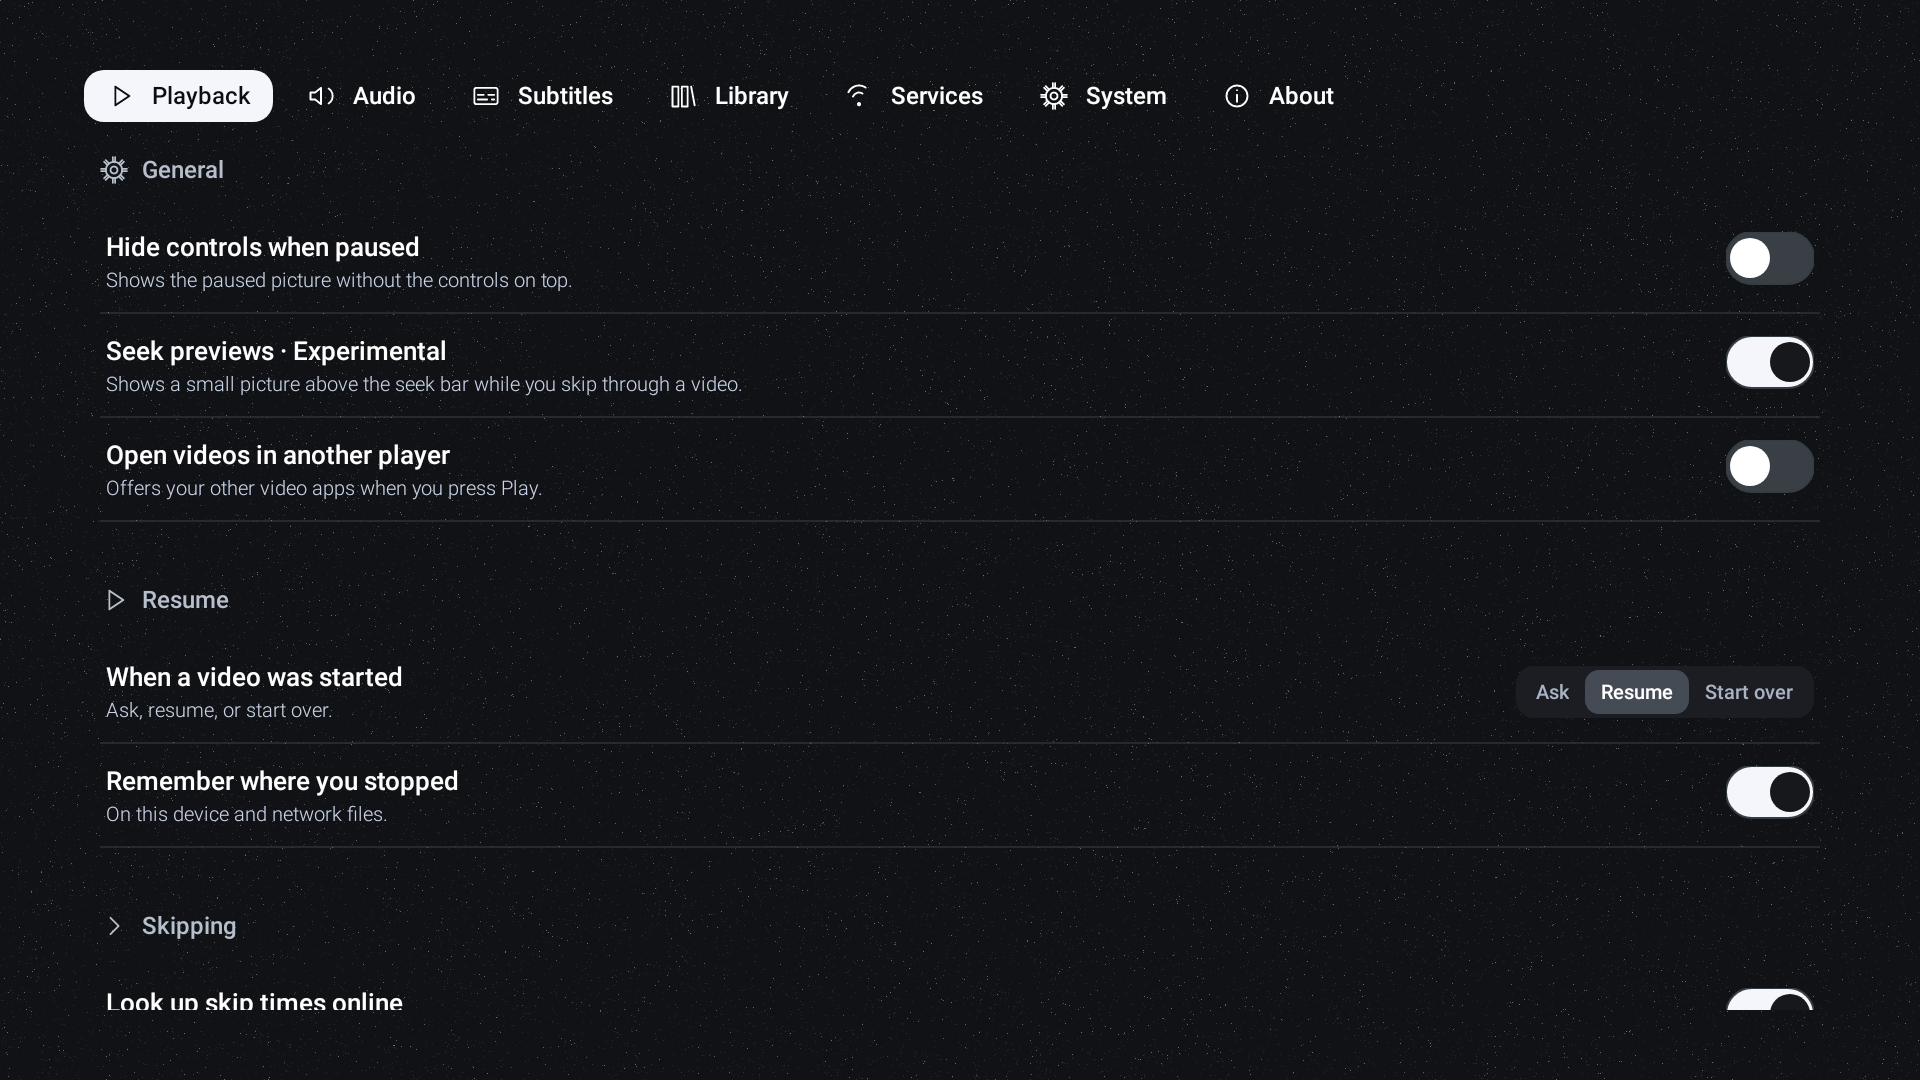 Playback
Audio
Subtitles
Library
Services
System
About
General
Hide controls when paused
Shows the paused picture without the controls on top.
Seek previews · Experimental
Shows a small picture above the seek bar while you skip through a video.
Open videos in another player
Offers your other video apps when you press Play.
Resume
When a video was started
Ask, resume, or start over.
Ask
Resume
Start over
Remember where you stopped
On this device and network files.
Skipping
Look up skip times online